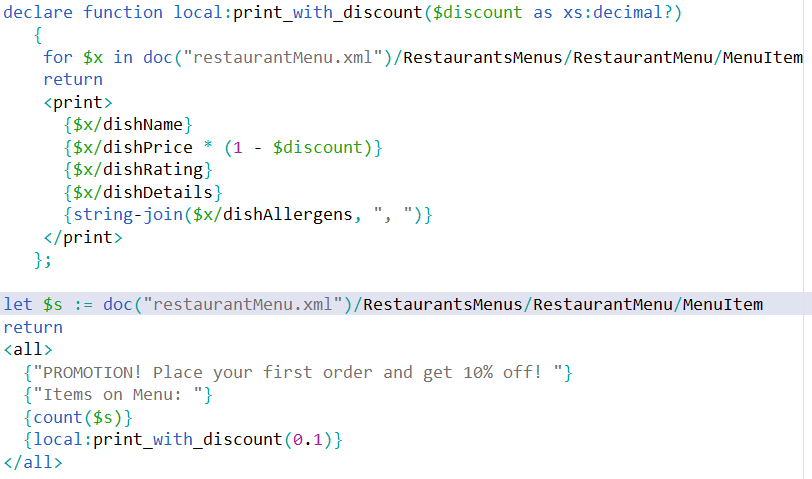 declare function local:print_with_discount($discount as xs:decimal?)
{
for $x in doc("restaurantMenu.xml")/RestaurantsMenus/RestaurantMenu/MenuItem
return
<print>
{$x/dishName}
{$x/dishPrice * (1 - $discount)}
{$x/dishRating}
{$x/dishDetails}
{string-join($x/dishAllergens, ", ")}
</print>
};
let $s := doc("restaurantMenu.xml")/RestaurantsMenus/RestaurantMenu/MenuItem
return
<all>
{"PROMOTION! Place your first order and get 10% off! "}
{"Items on Menu: "}
{count($s)}
{local:print_with_discount(0.1)}
</all>